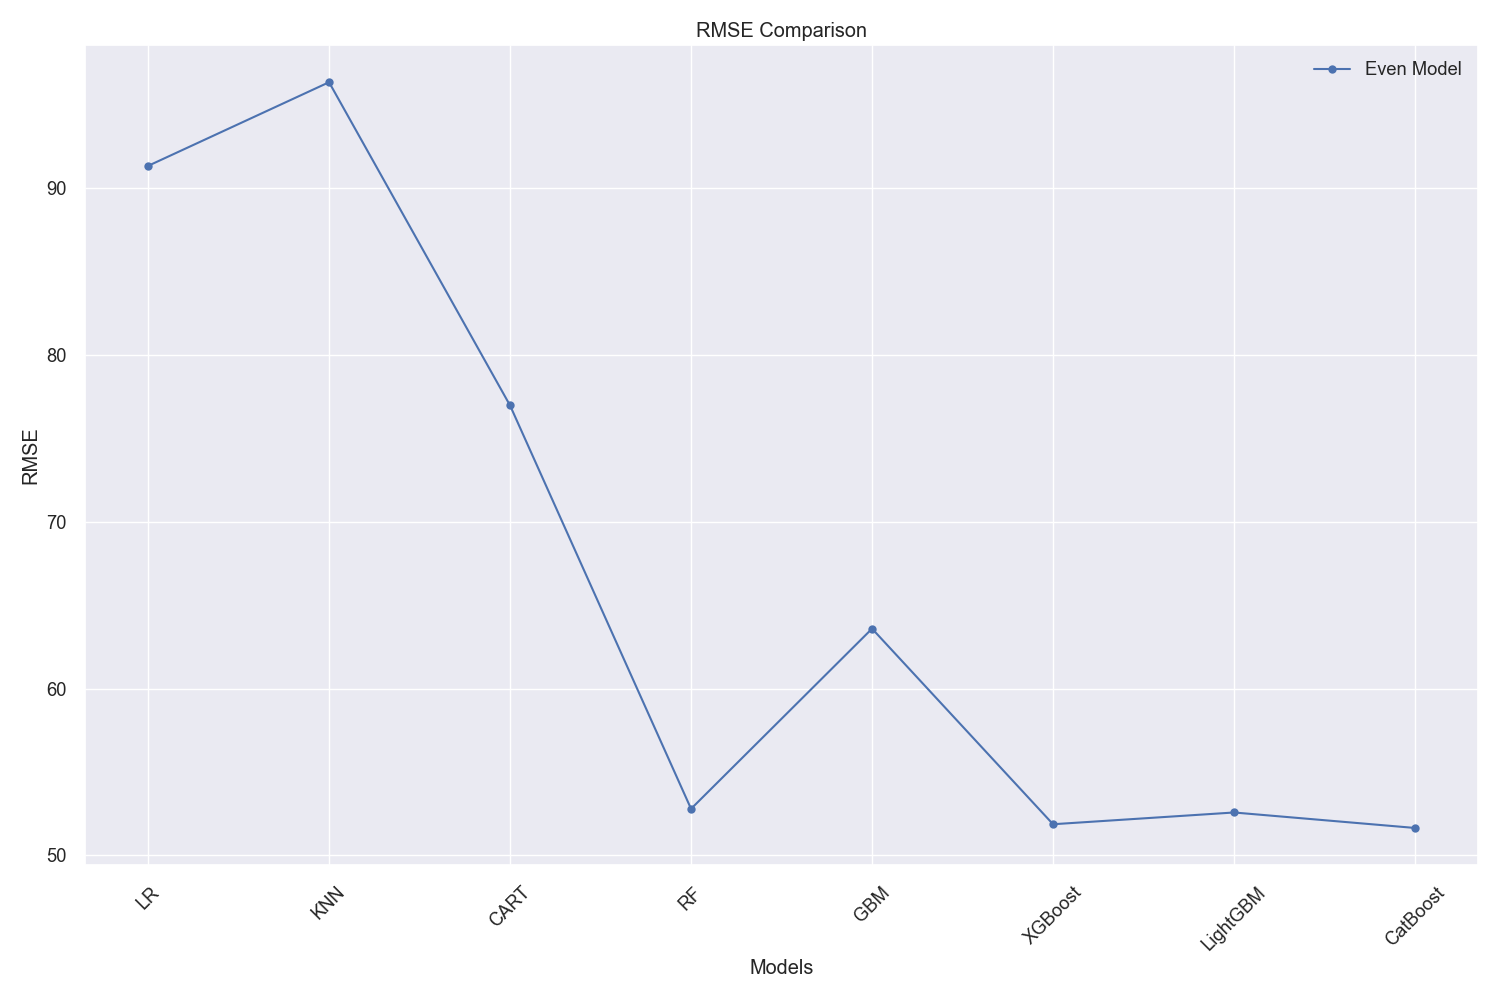 RMSE Comparison
Even Model
90
80
70
60
50
RMSE
LR
KNN
CART
RF
GBM
XGBoost
LightGBM
CatBoost
Models